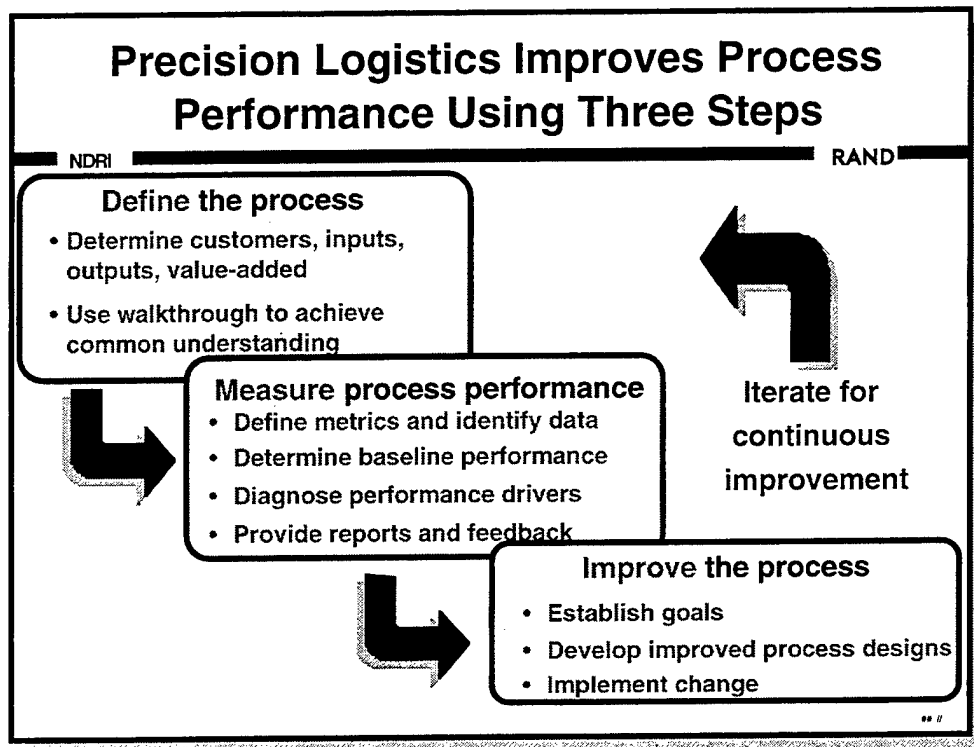 Precision Logistics Improves Process
Performance Using Three Steps
NDRI
RAND
Define the process
• Determine customers, inputs,
outputs, value-added
• Use walkthrough to achieve
common understanding
Measure process performance
• Define metrics and identify data
• Determine baseline performance
• Diagnose performance drivers
• Provide reports and feedback
Iterate for
continuous
improvement
Improve the process
• Establish goals
• Develop improved process designs
• Implement change